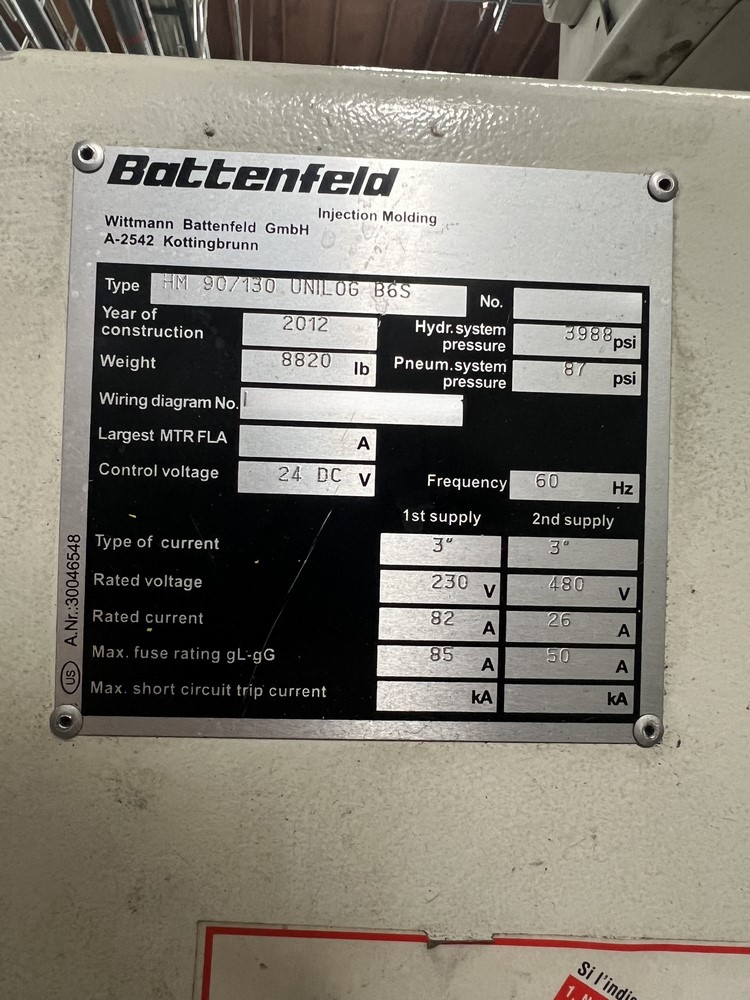 Battenfeld
Injection Molding
Wittmann Battenfeld GmbH
A-2542 Kottingbrunn
Type HM 90/130 UNILOG B6S No.
Year of construction 2012 Hydr.system pressure 3988 psi
Weight 8820 lb Pneum.system pressure 87 psi
Wiring diagram No.
Largest MTR FLA A
Control voltage 24 DC V Frequency 60 Hz
1st supply 2nd supply
Type of current 3" 3"
Rated voltage 230 V 480 V
Rated current 82 A 26 A
Max. fuse rating gL-gG 85 A 50 A
Max. short circuit trip current kA kA
US A.Nr.:30046548
Si l'indic